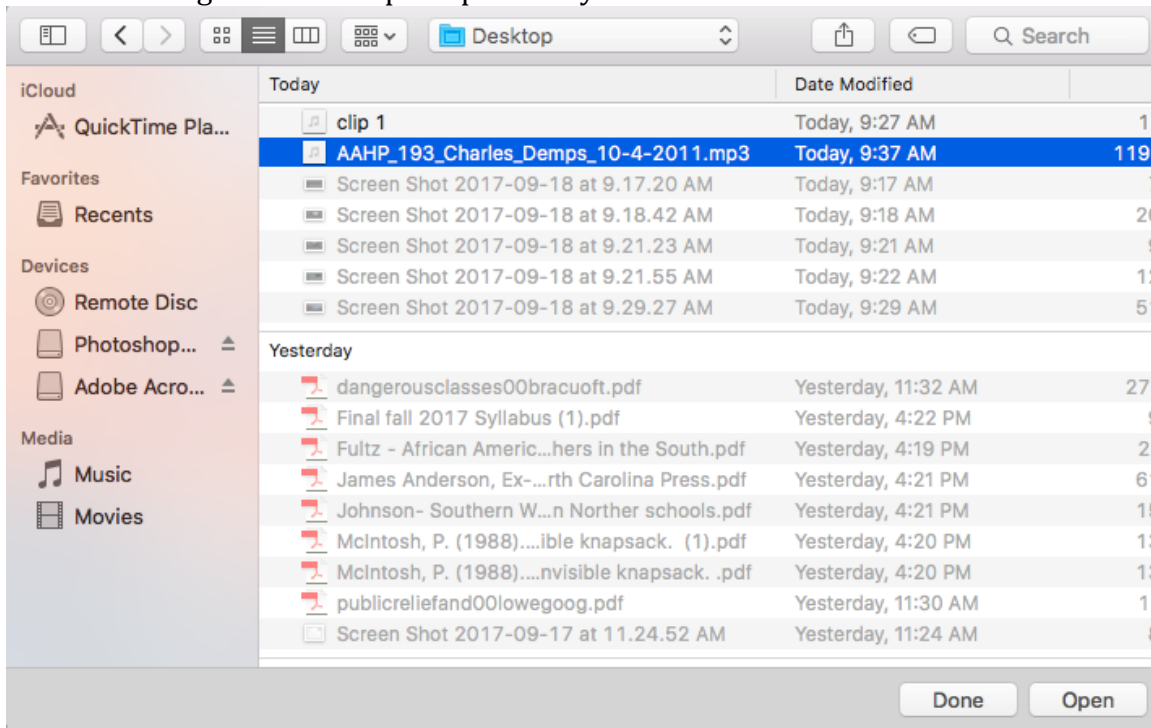 Desktop
Search
iCloud
QuickTime Pla...
Favorites
Recents
Devices
Remote Disc
Photoshop...
Adobe Acro...
Media
Music
Movies
Today Date Modified
clip 1 Today, 9:27 AM 1
AAHP_193_Charles_Demps_10-4-2011.mp3 Today, 9:37 AM 119
Screen Shot 2017-09-18 at 9.17.20 AM Today, 9:17 AM
Screen Shot 2017-09-18 at 9.18.42 AM Today, 9:18 AM
Screen Shot 2017-09-18 at 9.21.23 AM Today, 9:21 AM
Screen Shot 2017-09-18 at 9.21.55 AM Today, 9:22 AM
Screen Shot 2017-09-18 at 9.29.27 AM Today, 9:29 AM
Yesterday
dangerousclasses00bracuoft.pdf Yesterday, 11:32 AM 27
Final fall 2017 Syllabus (1).pdf Yesterday, 4:22 PM
Fultz - African Americ...hers in the South.pdf Yesterday, 4:19 PM 2
James Anderson, Ex-...rth Carolina Press.pdf Yesterday, 4:21 PM
Johnson- Southern W...n Norther schools.pdf Yesterday, 4:21 PM
McIntosh, P. (1988)....ible knapsack. (1).pdf Yesterday, 4:20 PM
McIntosh, P. (1988)....nvisible knapsack. .pdf Yesterday, 4:20 PM
publicreliefand00lowegoog.pdf Yesterday, 11:30 AM 1
Screen Shot 2017-09-17 at 11.24.52 AM Yesterday, 11:24 AM
Done Open